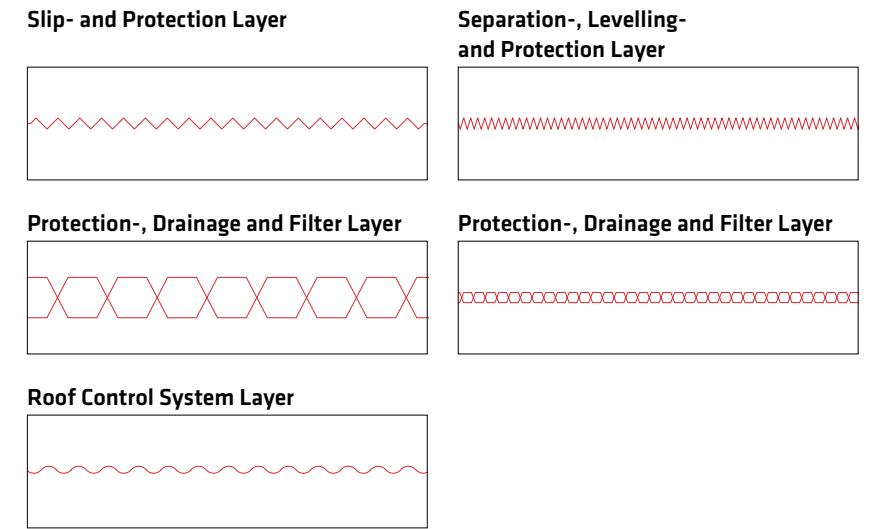 Slip- and Protection Layer
Separation-, Levelling-
and Protection Layer
Protection-, Drainage and Filter Layer
Protection-, Drainage and Filter Layer
Roof Control System Layer